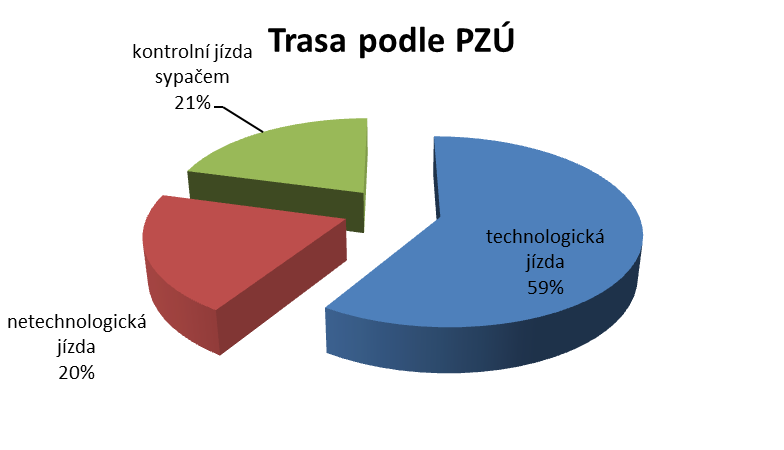 Trasa podle PZÚ
kontrolní jízda
sypačem
21%
technologická
jízda
59%
netechnologická
jízda
20%